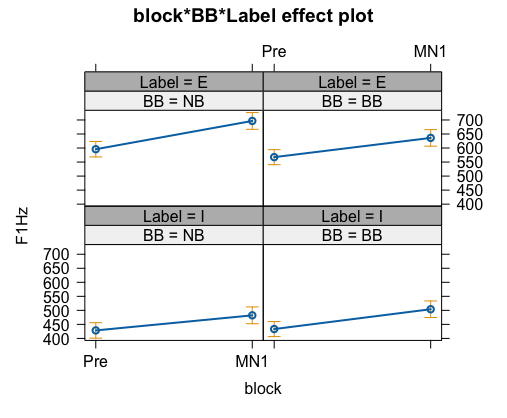 block*BB*Label effect plot
Pre MN1
Label = E Label = E
BB = NB BB = BB
700
650
600
550
500
450
400
Label = I Label = I
BB = NB BB = BB
700
650
600
550
500
450
400
F1Hz
Pre MN1
block